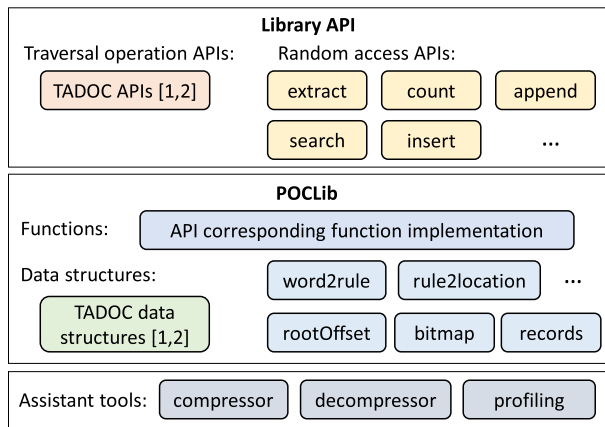 Library API
Traversal operation APIs: Random access APIs:
TADOC APIs [1,2] extract count append
search insert ...
POCLib
Functions: API corresponding function implementation
Data structures: word2rule rule2location ...
TADOC data
structures [1,2] rootOffset bitmap records
Assistant tools: compressor decompressor profiling